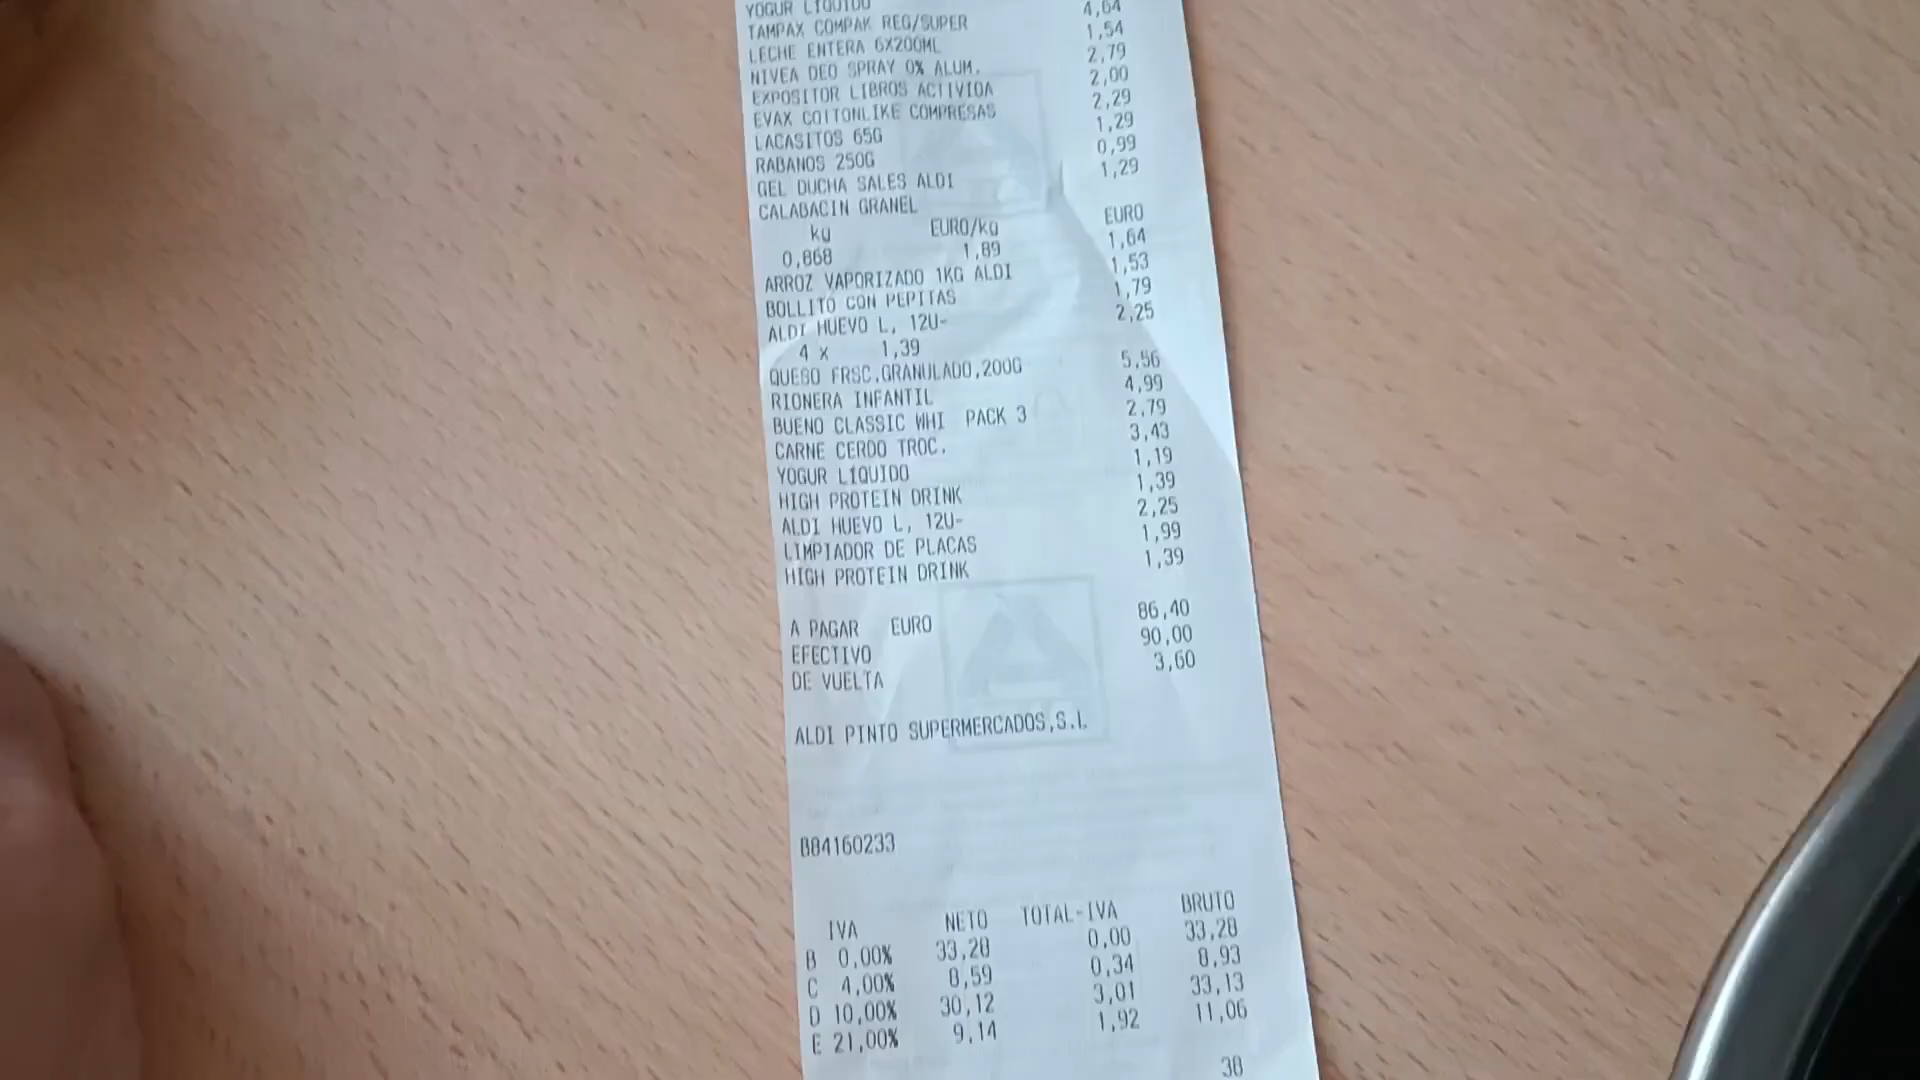 YOGUR LIQUIDO
TAMPAX COMPAK REG/SUPER 4,64
LECHE ENTERA 6X200ML 1,54
NIVEA DEO SPRAY 0% ALUM. 2,79
EXPOSITOR LIBROS ACTIVIDA 2,00
EVAX COTTONLIKE COMPRESAS 2,29
LACASITOS 65G 1,29
RABANOS 250G 0,99
GEL DUCHA SALES ALDI 1,29
CALABACIN GRANEL
kg EURO/kg EURO
0,868 1,89 1,64
ARROZ VAPORIZADO 1KG ALDI 1,53
BOLLITO CON PEPITAS 1,79
ALDI HUEVO L, 12U- 2,25
4 x 1,39
QUESO FRSC.GRANULADO,200G 5,56
RIONERA INFANTIL 4,99
BUENO CLASSIC WHI PACK 3 2,79
CARNE CERDO TROC. 3,43
YOGUR LIQUIDO 1,19
HIGH PROTEIN DRINK 1,39
ALDI HUEVO L, 12U- 2,25
LIMPIADOR DE PLACAS 1,99
HIGH PROTEIN DRINK 1,39
A PAGAR EURO 86,40
EFECTIVO 90,00
DE VUELTA 3,60
ALDI PINTO SUPERMERCADOS,S.L
B84160233
IVA NETO TOTAL-IVA BRUTO
B 0,00% 33,28 0,00 33,28
C 4,00% 8,59 0,34 8,93
D 10,00% 30,12 3,01 33,13
E 21,00% 9,14 1,92 11,06
38